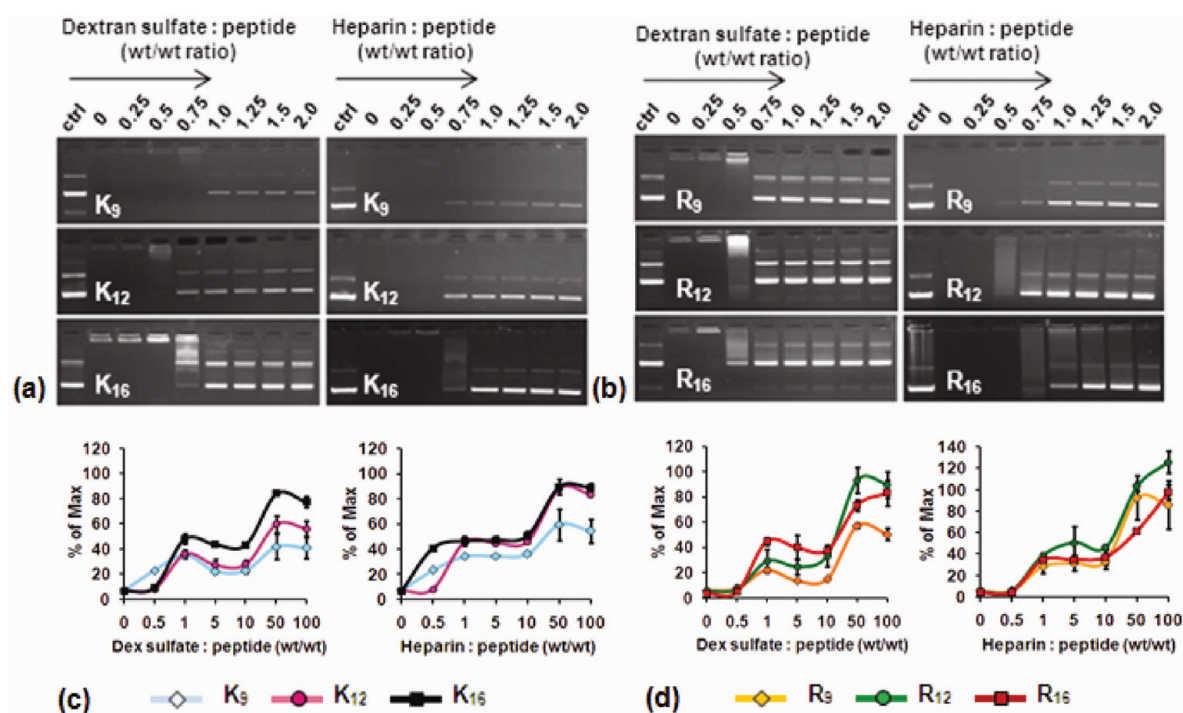 Dextran sulfate : peptide
(wt/wt ratio)
Heparin : peptide
(wt/wt ratio)
ctrl 0 0.25 0.5 0.75 1.0 1.25 1.5 2.0
ctrl 0 0.25 0.5 0.75 1.0 1.25 1.5 2.0
K9
K9
K12
K12
K16
K16
(a)
Dextran sulfate : peptide
(wt/wt ratio)
Heparin : peptide
(wt/wt ratio)
ctrl 0 0.25 0.5 0.75 1.0 1.25 1.5 2.0
ctrl 0 0.25 0.5 0.75 1.0 1.25 1.5 2.0
R9
R9
R12
R12
R16
R16
(b)
% of Max
120
100
80
60
40
20
0
0 0.5 1 5 10 50 100
Dex sulfate : peptide (wt/wt)
% of Max
120
100
80
60
40
20
0
0 0.5 1 5 10 50 100
Heparin : peptide (wt/wt)
(c) K9 K12 K16
% of Max
120
100
80
60
40
20
0
0 0.5 1 5 10 50 100
Dex sulfate : peptide (wt/wt)
% of Max
140
120
100
80
60
40
20
0
0 0.5 1 5 10 50 100
Heparin : peptide (wt/wt)
(d) R9 R12 R16